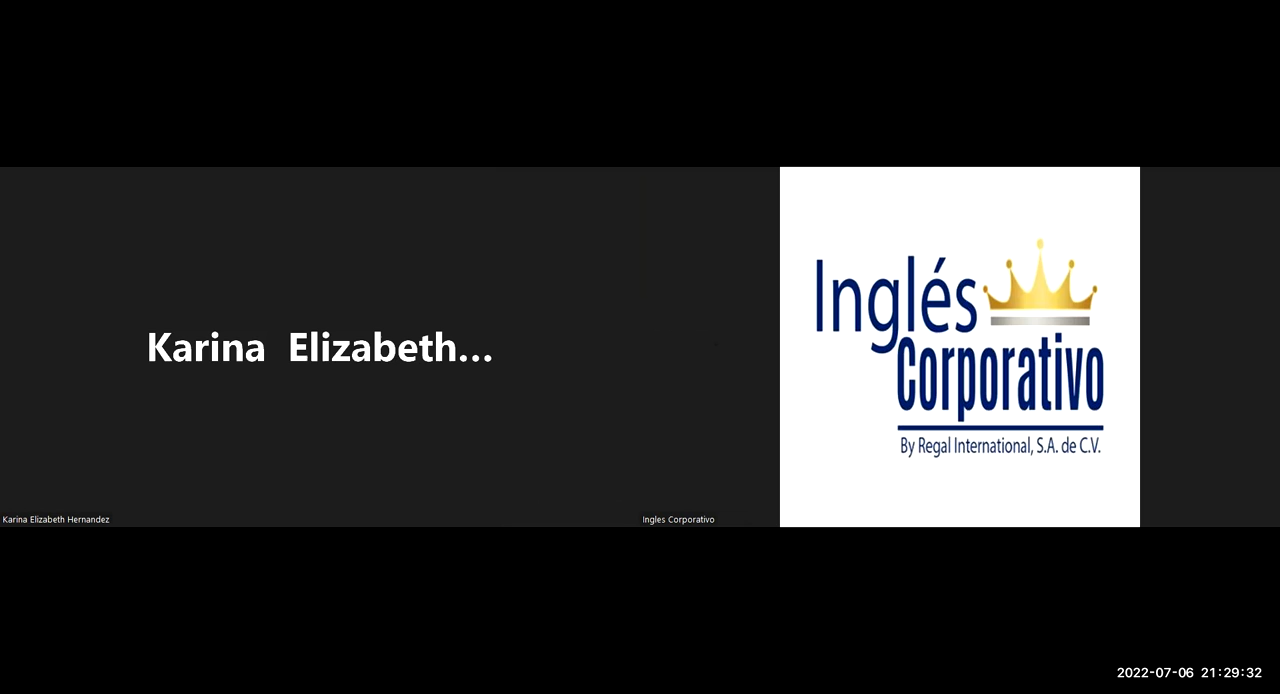 Karina Elizabeth...
Karina Elizabeth Hernandez
Inglés
Corporativo
By Regal International, S.A. de C.V.
Ingles Corporativo
2022-07-06 21:29:32